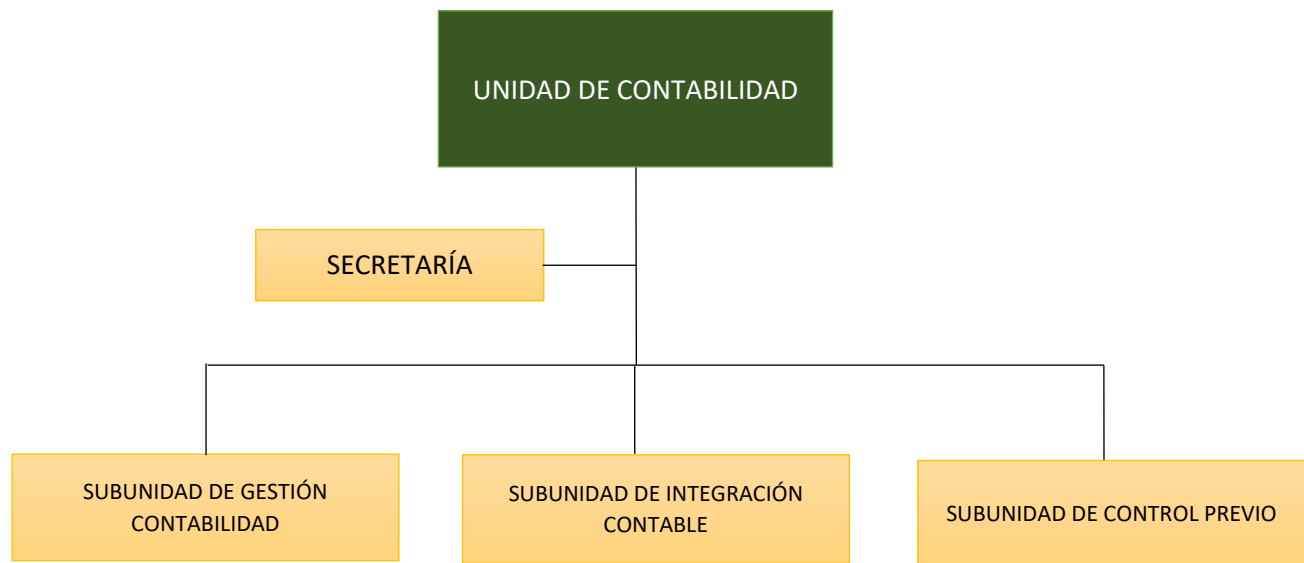 UNIDAD DE CONTABILIDAD
SECRETARÍA
SUBUNIDAD DE GESTIÓN
CONTABILIDAD
SUBUNIDAD DE INTEGRACIÓN
CONTABLE
SUBUNIDAD DE CONTROL PREVIO